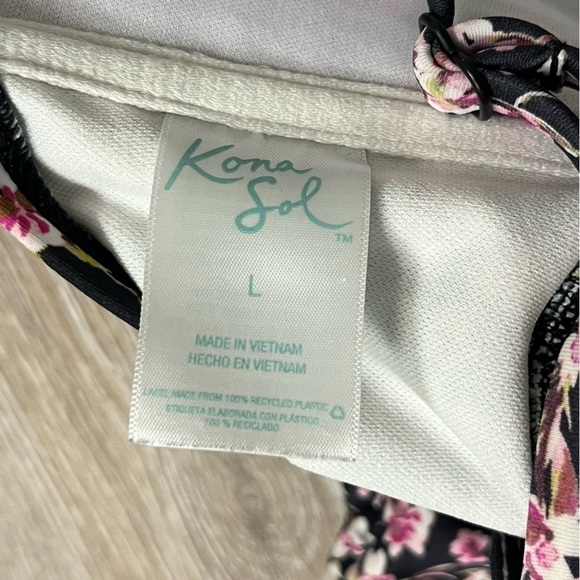 Kona
Sol
TM
L
MADE IN VIETNAM
HECHO EN VIETNAM
LABEL MADE FROM 100% RECYCLED PLASTIC
ETIQUETA ELABORADA CON PLÁSTICO
100 % RECICLADO